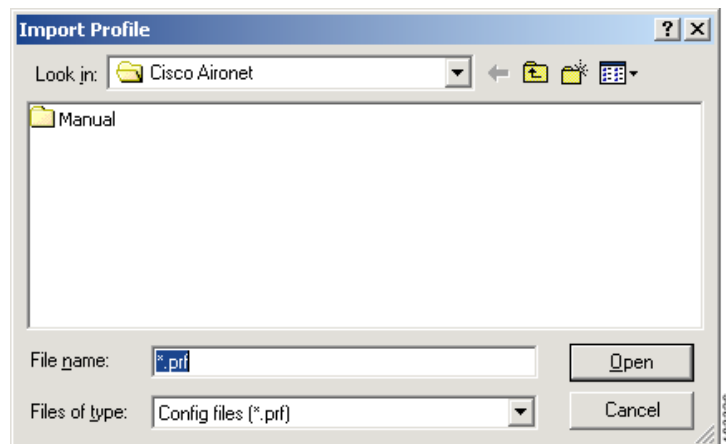 Import Profile
Look in: Cisco Aironet
Manual
File name: *.prf
Open
Files of type: Config files (*.prf)
Cancel